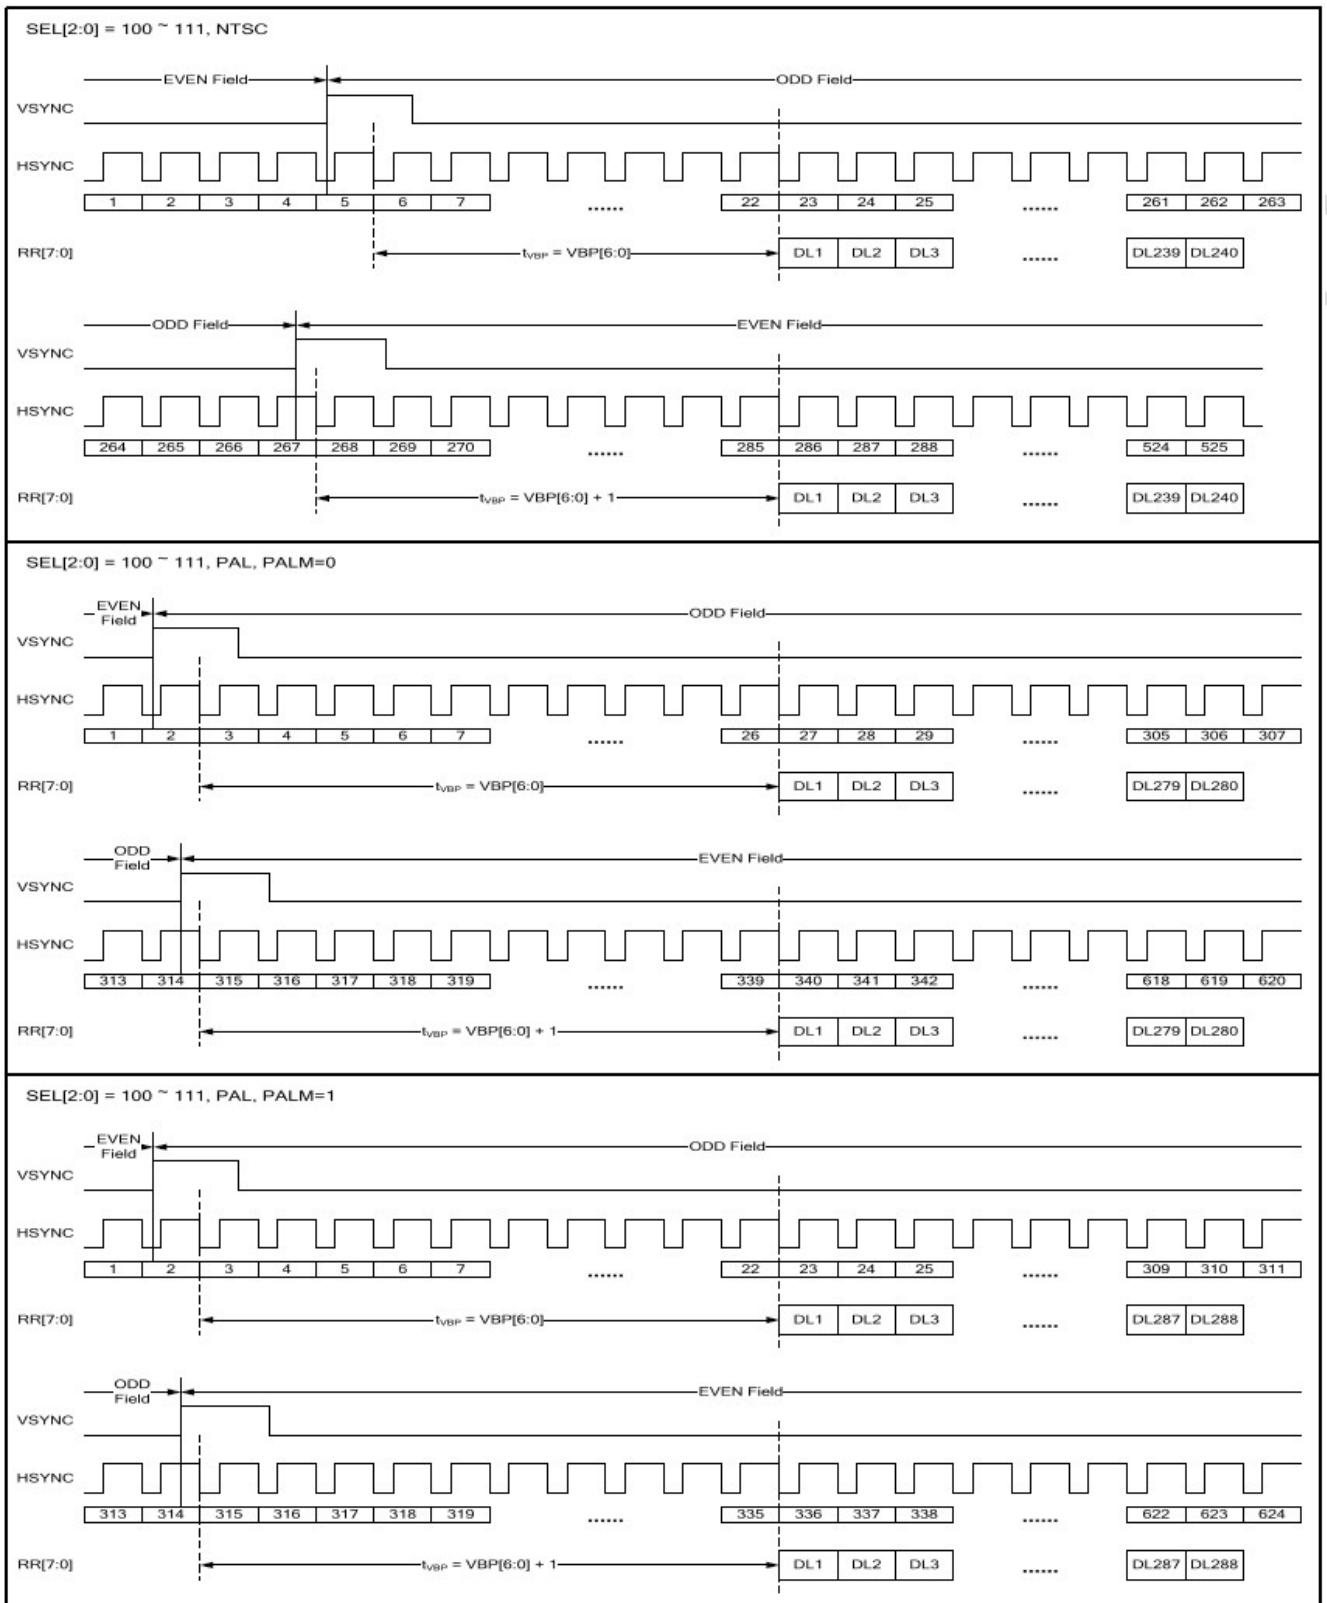 SEL[2:0] = 100 ~ 111, NTSC
EVEN Field ODD Field
VSYNC
HSYNC
1 2 3 4 5 6 7 ...... 22 23 24 25 ...... 261 262 263
RR[7:0] tVBP = VBP[6:0] DL1 DL2 DL3 ...... DL239 DL240
ODD Field EVEN Field
VSYNC
HSYNC
264 265 266 267 268 269 270 ...... 285 286 287 288 ...... 524 525
RR[7:0] tVBP = VBP[6:0] + 1 DL1 DL2 DL3 ...... DL239 DL240
SEL[2:0] = 100 ~ 111, PAL, PALM=0
EVEN
Field ODD Field
VSYNC
HSYNC
1 2 3 4 5 6 7 ...... 26 27 28 29 ...... 305 306 307
RR[7:0] tVBP = VBP[6:0] DL1 DL2 DL3 ...... DL279 DL280
ODD
Field EVEN Field
VSYNC
HSYNC
313 314 315 316 317 318 319 ...... 339 340 341 342 ...... 618 619 620
RR[7:0] tVBP = VBP[6:0] + 1 DL1 DL2 DL3 ...... DL279 DL280
SEL[2:0] = 100 ~ 111, PAL, PALM=1
EVEN
Field ODD Field
VSYNC
HSYNC
1 2 3 4 5 6 7 ...... 22 23 24 25 ...... 309 310 311
RR[7:0] tVBP = VBP[6:0] DL1 DL2 DL3 ...... DL287 DL288
ODD
Field EVEN Field
VSYNC
HSYNC
313 314 315 316 317 318 319 ...... 335 336 337 338 ...... 622 623 624
RR[7:0] tVBP = VBP[6:0] + 1 DL1 DL2 DL3 ...... DL287 DL288